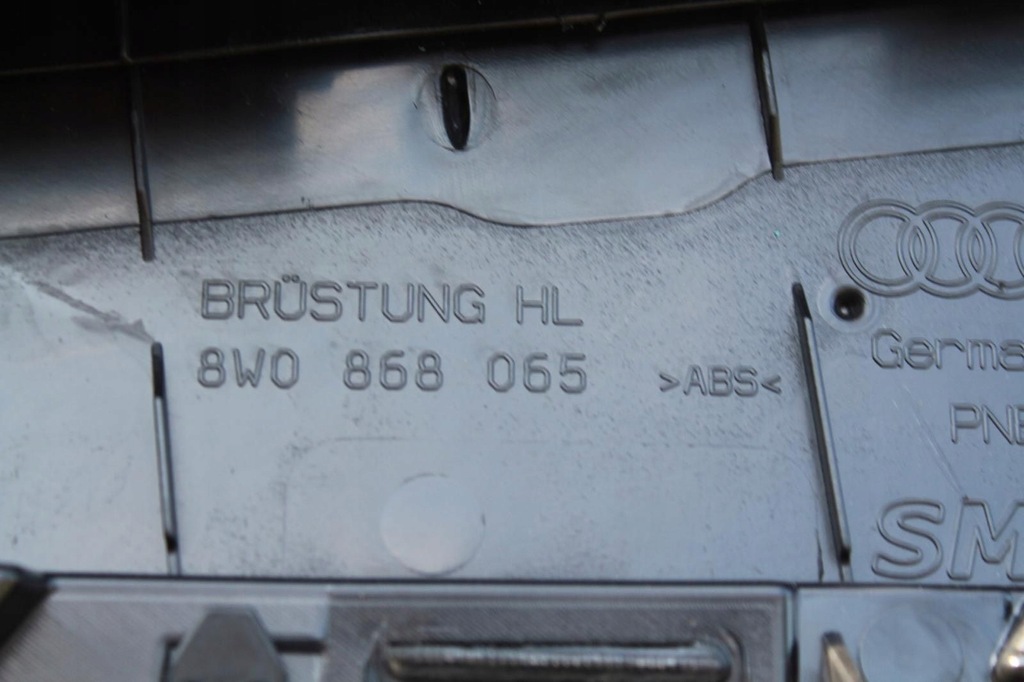 BRÜSTUNG HL
8W0 868 065 >ABS<